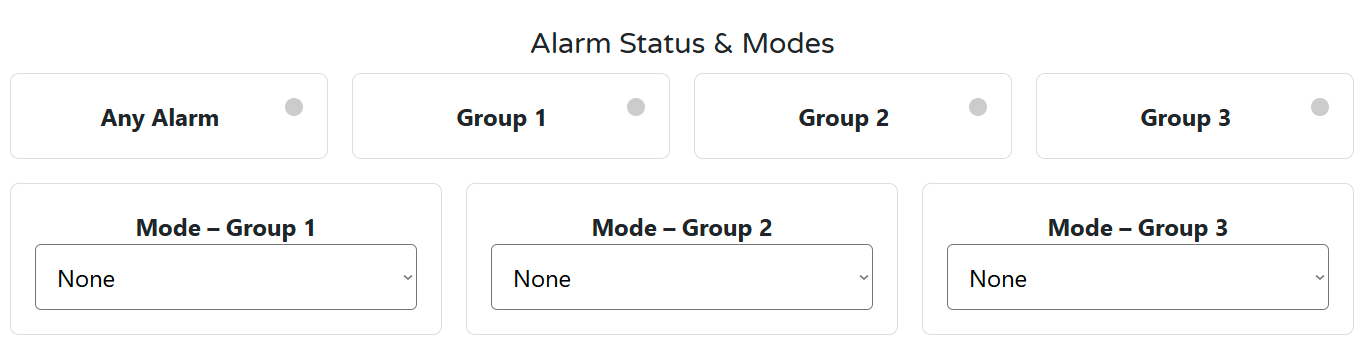 Alarm Status & Modes
Any Alarm
Group 1
Group 2
Group 3
Mode – Group 1
Mode – Group 2
Mode – Group 3
None
None
None